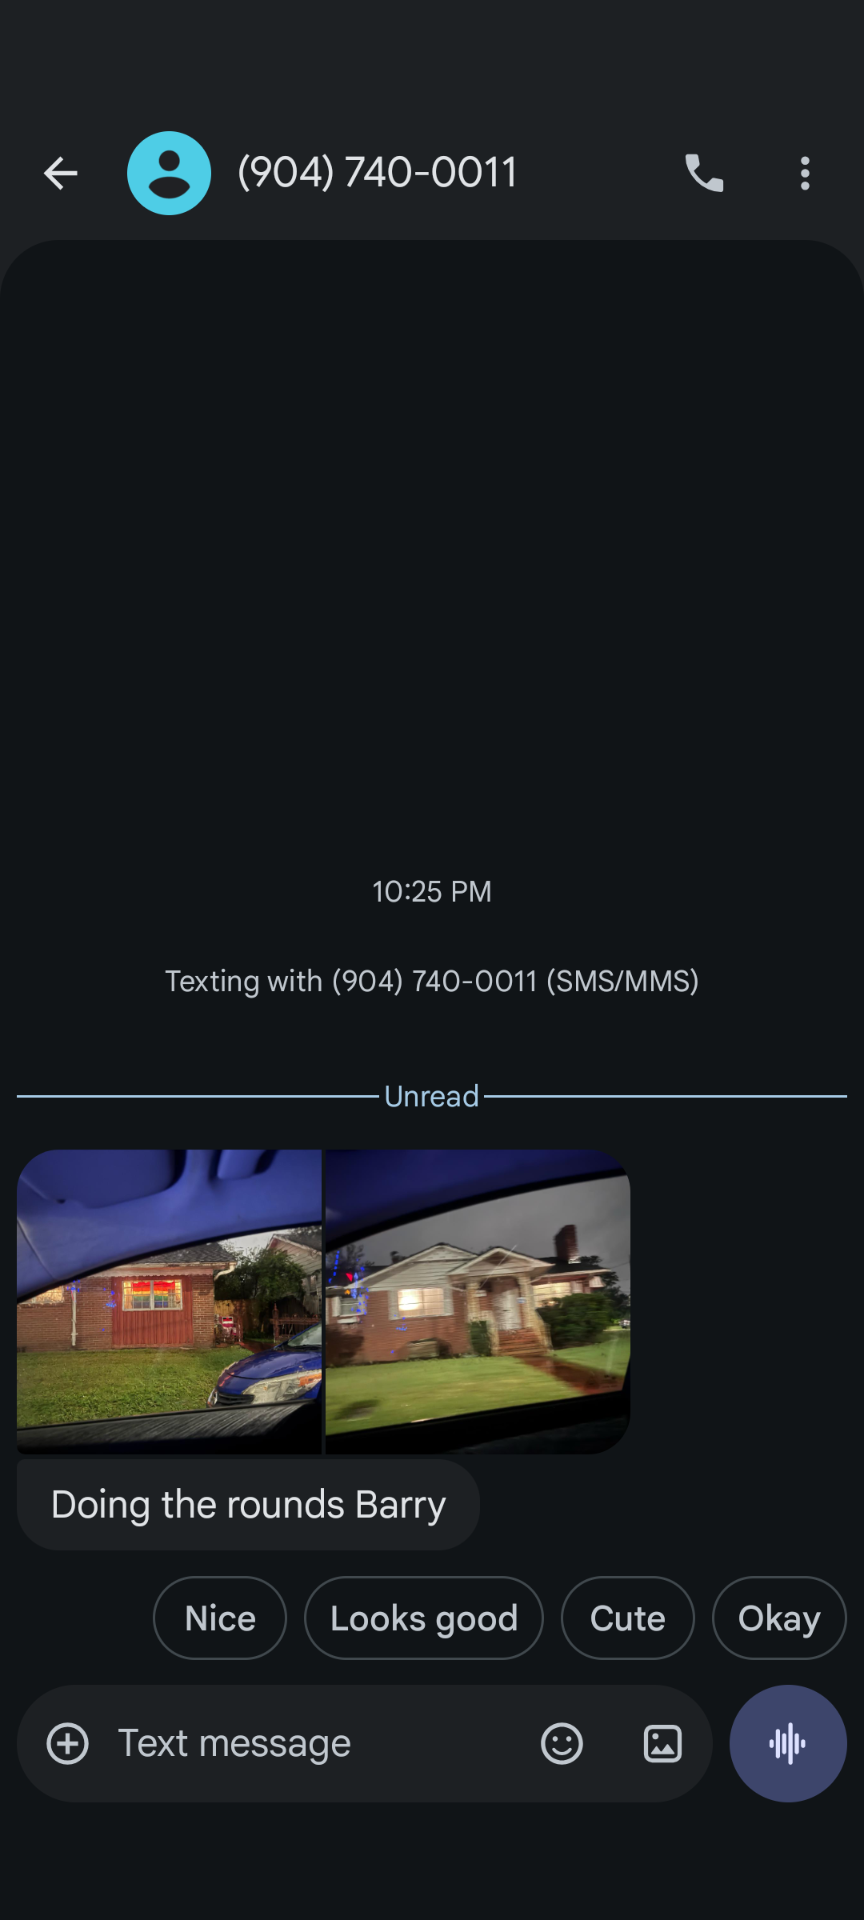 (904) 740-0011
10:25 PM
Texting with (904) 740-0011 (SMS/MMS)
Unread
Doing the rounds Barry
Nice
Looks good
Cute
Okay
Text message